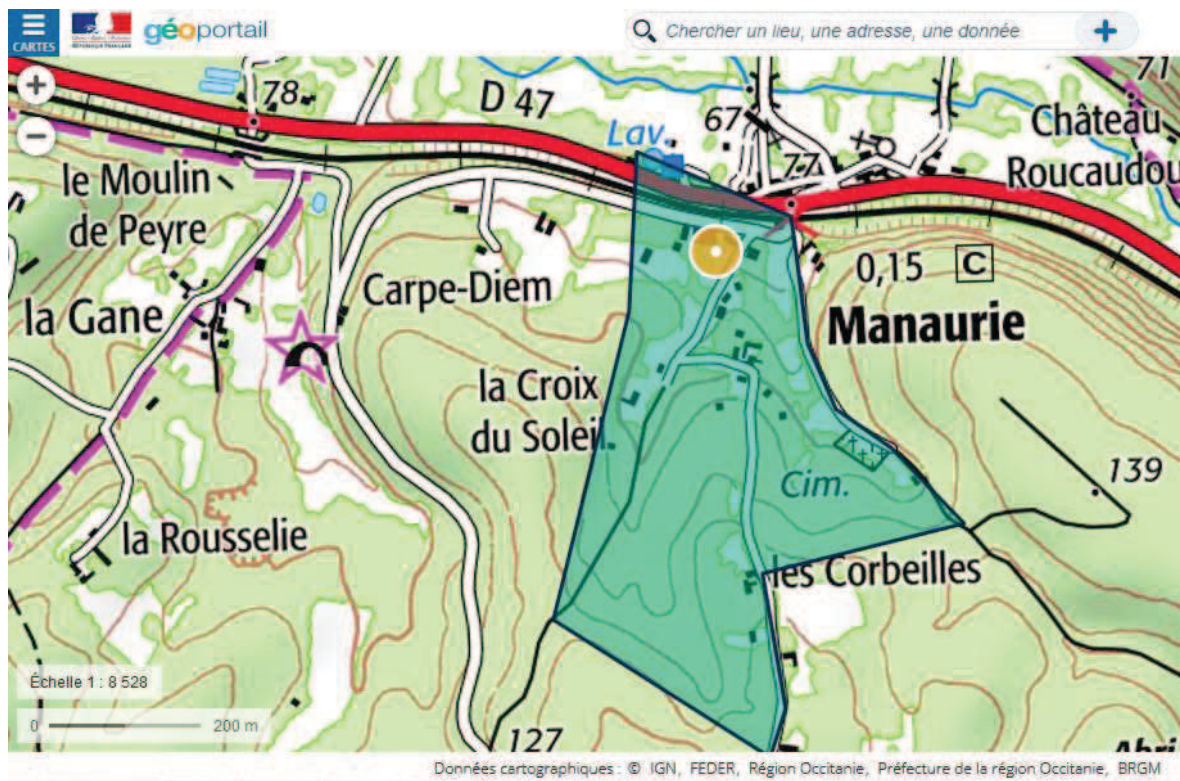 CARTES
RÉPUBLIQUE FRANÇAISE
géoportail
Chercher un lieu, une adresse, une donnée
+
+
−
78
D 47
Lav.
67
77
71
Château
Roucaudou
le Moulin
de Peyre
la Gane
Carpe-Diem
0,15 C
Manaurie
la Croix
du Soleil
Cim.
139
la Rousselie
les Corbeilles
Échelle 1 : 8 528
0 200 m
127
Abri
Données cartographiques : © IGN, FEDER, Région Occitanie, Préfecture de la région Occitanie, BRGM